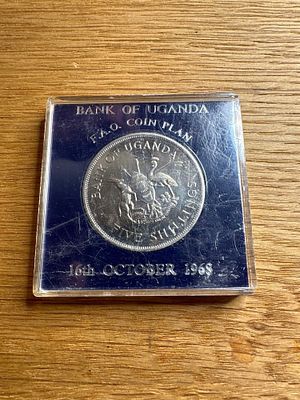 BANK OF UGANDA
F.A.O. COIN PLAN
BANK OF UGANDA
FIVE SHILLINGS
16th OCTOBER 1968